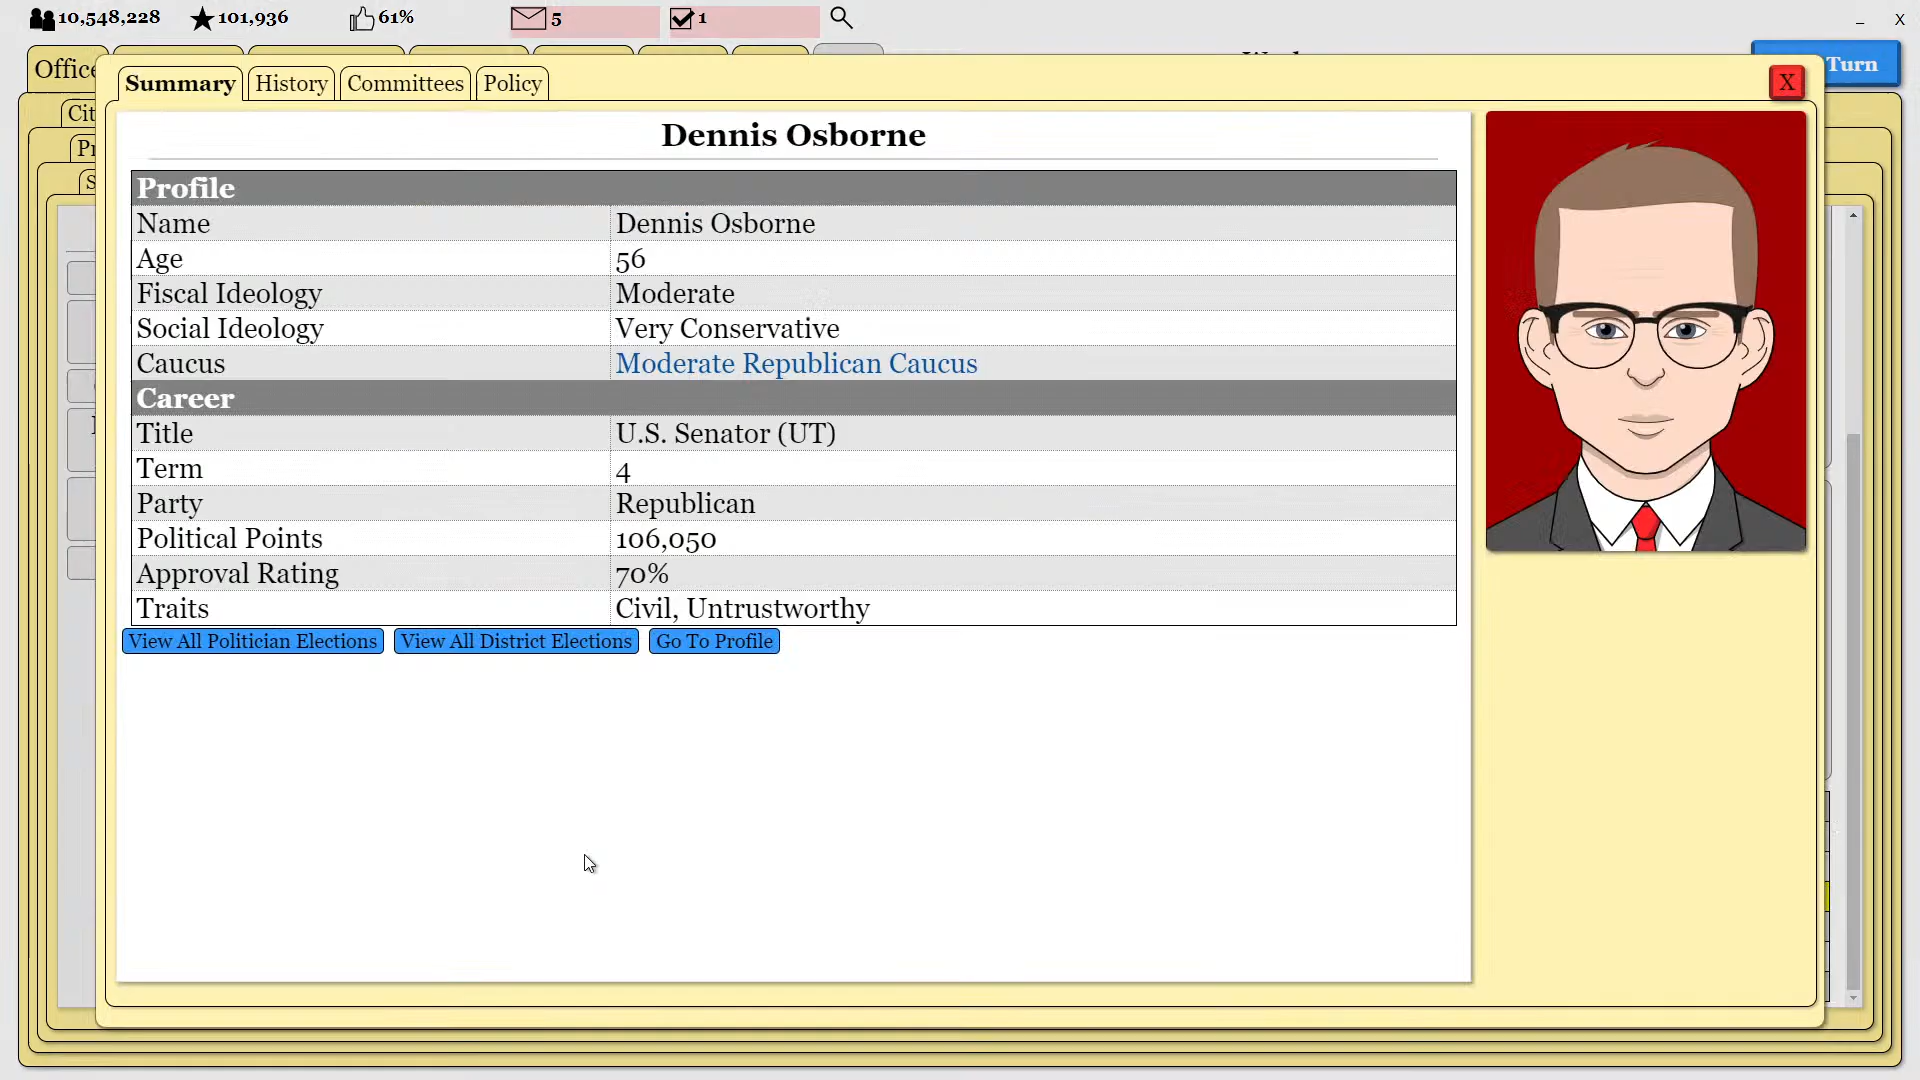 10,548,228 101,936 61% 5 1
_ X
Office
Turn
Summary History Committees Policy X
Cit
Dennis Osborne
Profile
Name Dennis Osborne
Age 56
Fiscal Ideology Moderate
Social Ideology Very Conservative
Caucus Moderate Republican Caucus
Career
Title U.S. Senator (UT)
Term 4
Party Republican
Political Points 106,050
Approval Rating 70%
Traits Civil, Untrustworthy
View All Politician Elections View All District Elections Go To Profile